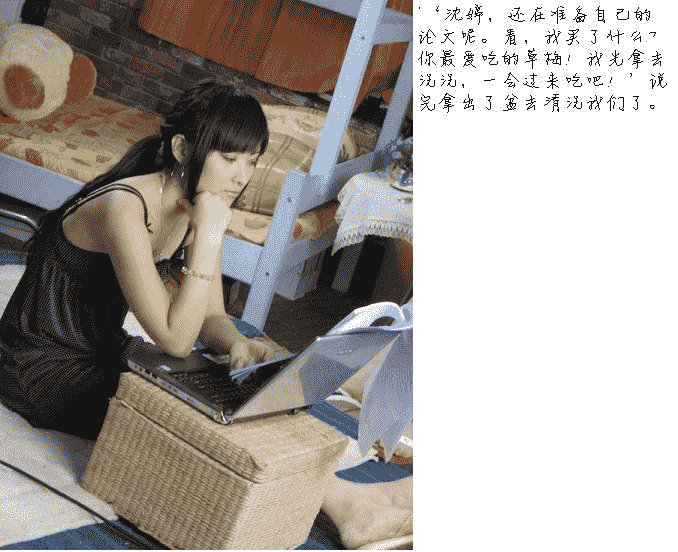 ‘沈婷，还在准备自己的
论文呢。看，我买了什么？
你最爱吃的草梅！我先拿去
洗洗，一会过来吃吧！’说
完拿出了盆去清洗我们了。